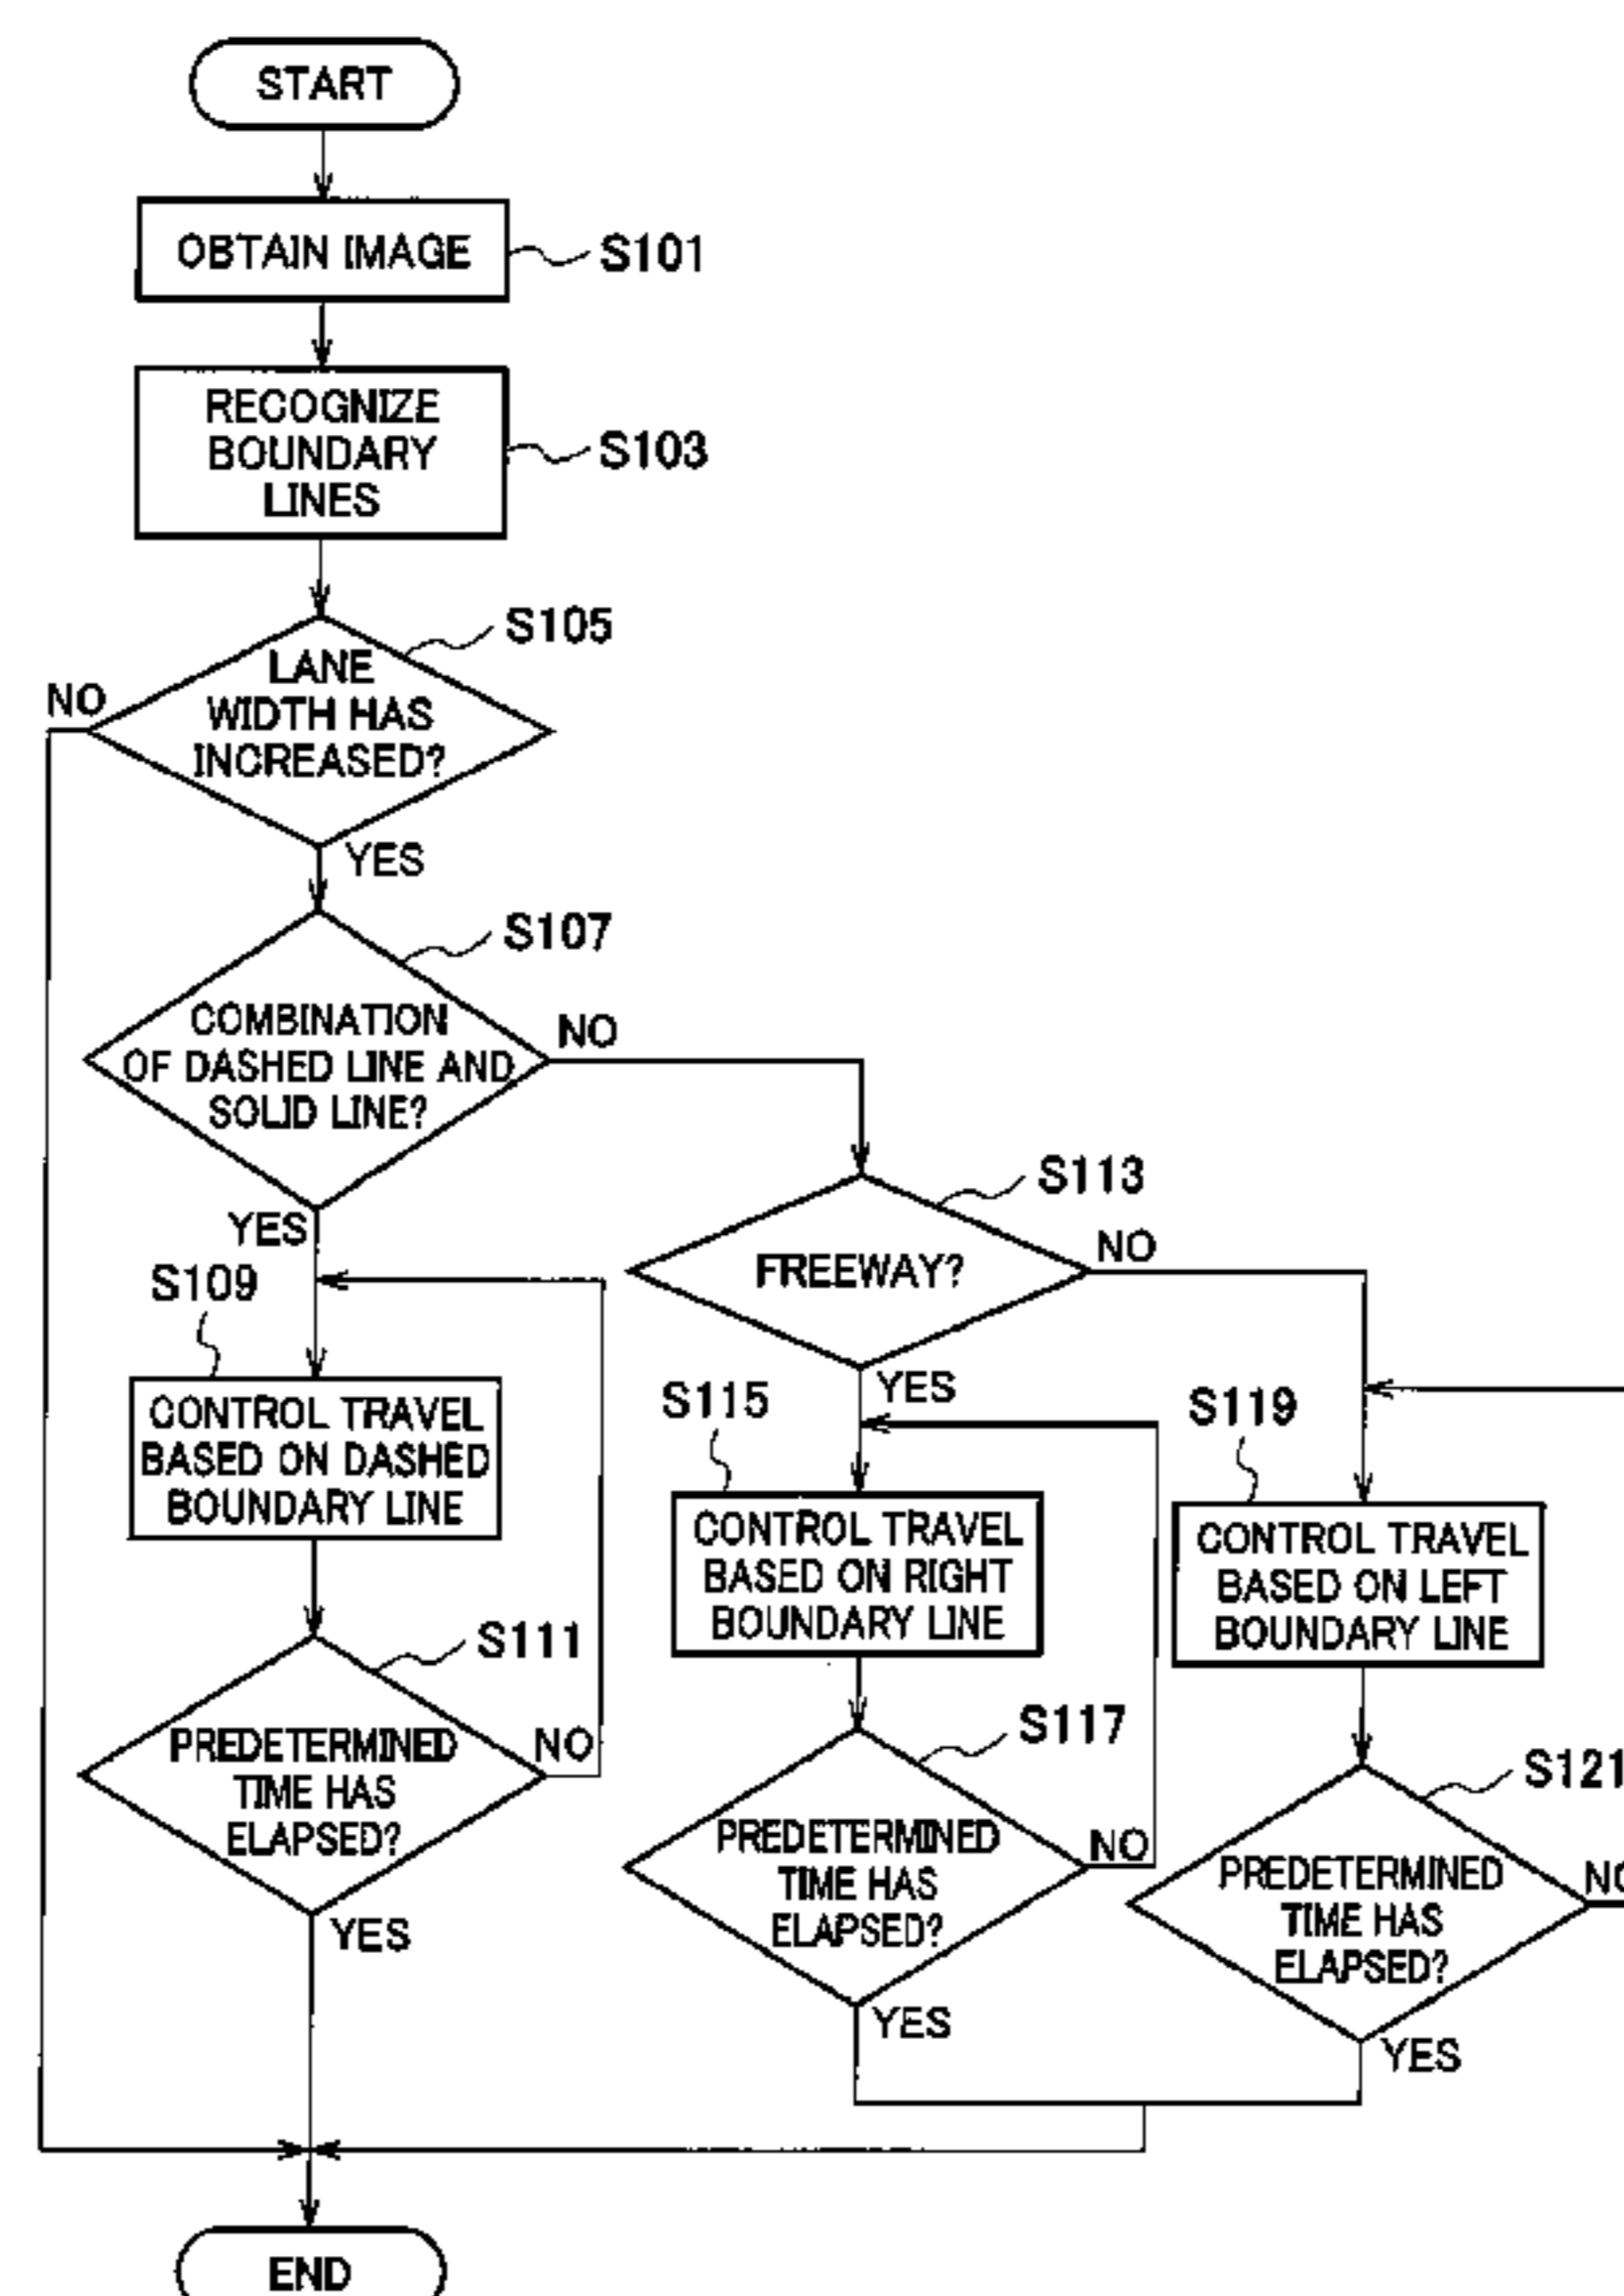 START
OBTAIN IMAGE
S101
RECOGNIZE
BOUNDARY
LINES
S103
S105
LANE
WIDTH HAS
INCREASED?
NO
YES
S107
COMBINATION
OF DASHED LINE AND
SOLID LINE?
NO
YES
S113
FREEWAY?
NO
YES
S109
CONTROL TRAVEL
BASED ON DASHED
BOUNDARY LINE
S111
PREDETERMINED
TIME HAS
ELAPSED?
NO
YES
S115
CONTROL TRAVEL
BASED ON RIGHT
BOUNDARY LINE
S117
PREDETERMINED
TIME HAS
ELAPSED?
NO
YES
S119
CONTROL TRAVEL
BASED ON LEFT
BOUNDARY LINE
S121
PREDETERMINED
TIME HAS
ELAPSED?
NO
YES
END